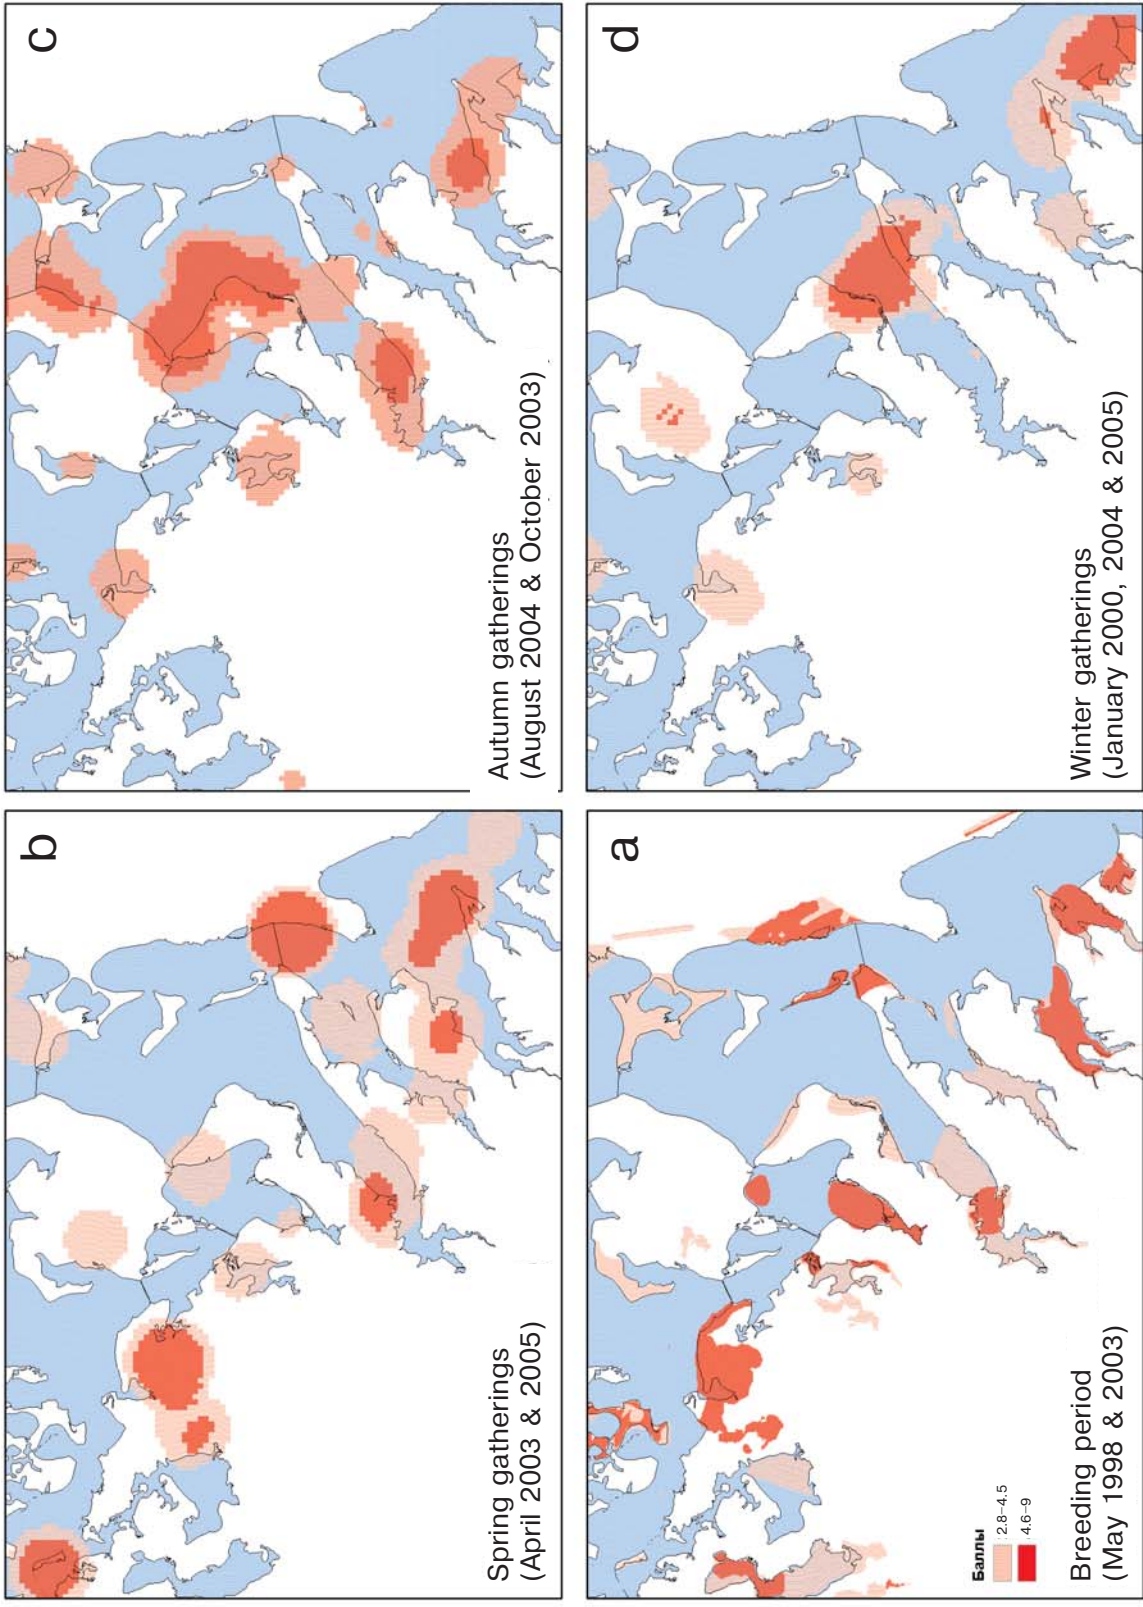 a
Баллы
2.8–4.5
4.6–9
Breeding period
(May 1998 & 2003)
b
Spring gatherings
(April 2003 & 2005)
c
Autumn gatherings
(August 2004 & October 2003)
d
Winter gatherings
(January 2000, 2004 & 2005)